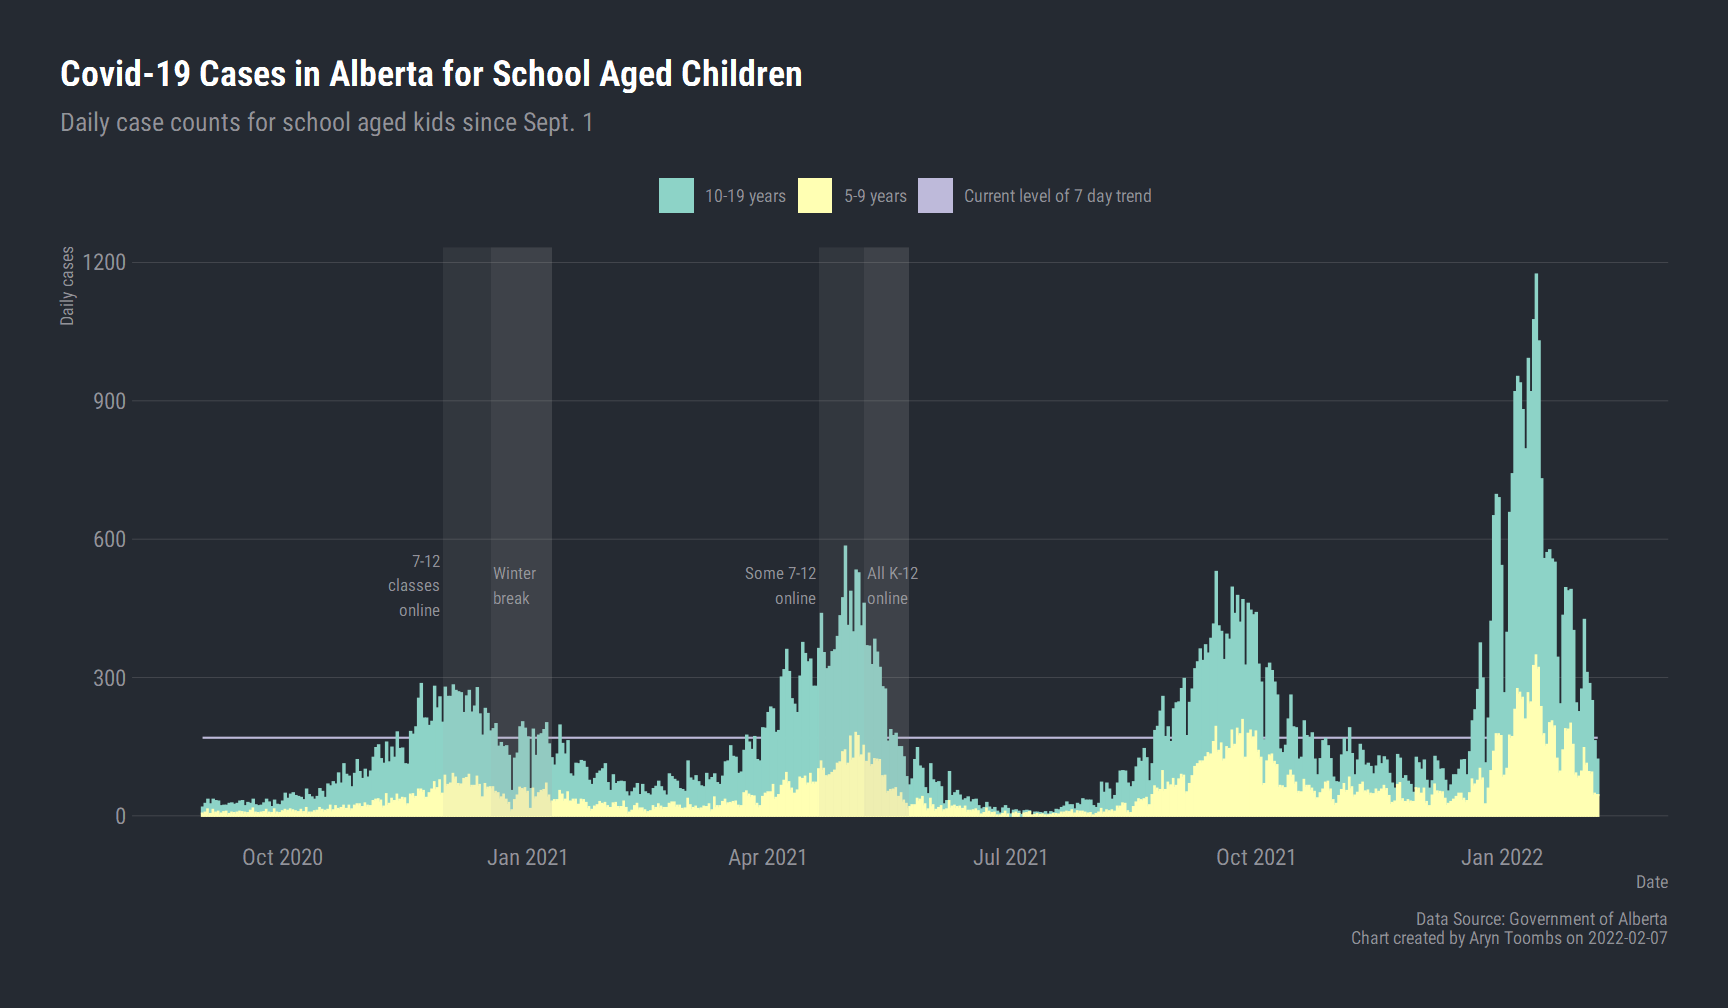 Covid-19 Cases in Alberta for School Aged Children
Daily case counts for school aged kids since Sept. 1
10-19 years
5-9 years
Current level of 7 day trend
Daily cases
1200
900
600
300
0
7-12
classes
online
Winter
break
Some 7-12
online
All K-12
online
Oct 2020
Jan 2021
Apr 2021
Jul 2021
Oct 2021
Jan 2022
Date
Data Source: Government of Alberta
Chart created by Aryn Toombs on 2022-02-07